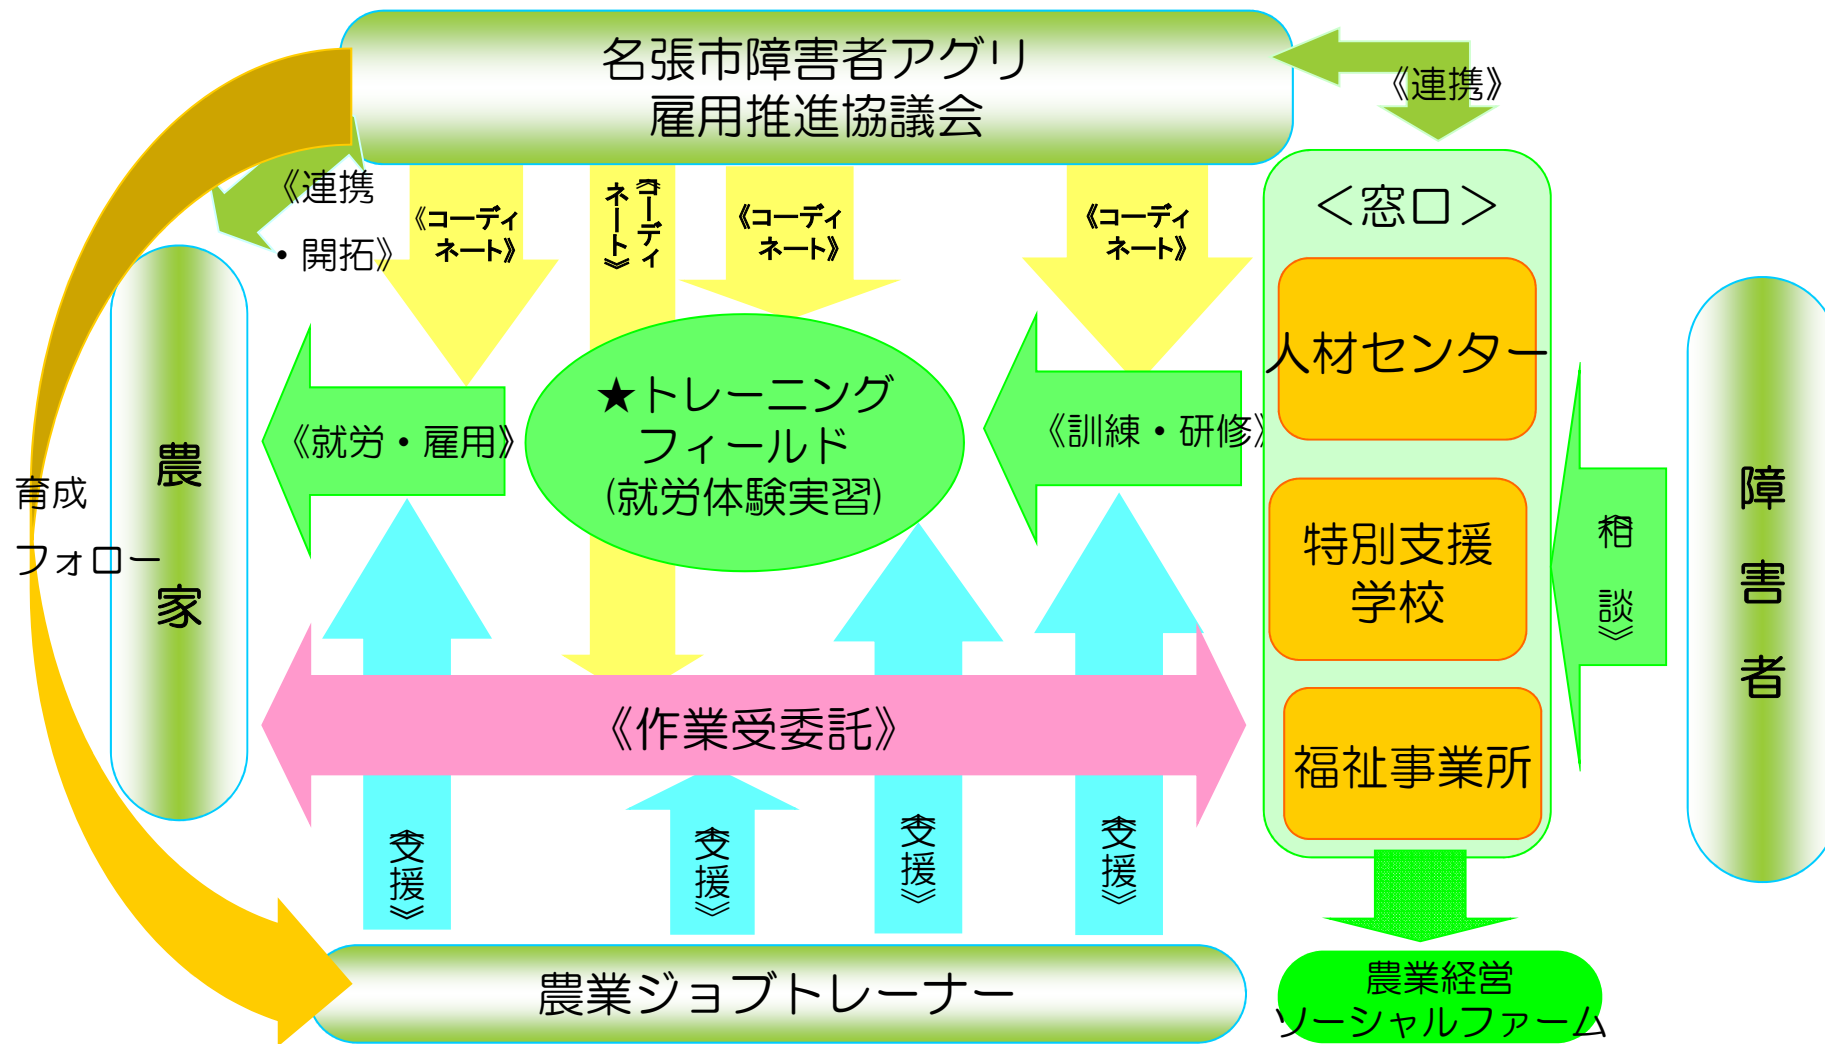 名張市障害者アグリ
雇用推進協議会
《連携》
《連携
・開拓》
《コーディ
ネート》
《コーディ
ネート》
《コーディ
ネート》
《コーディ
ネート》
＜窓口＞
人材センター
特別支援
学校
福祉事業所
★トレーニング
フィールド
(就労体験実習)
《就労・雇用》
《訓練・研修》
農家
障害者
《相談》
育成
フォロー
《作業受委託》
《支援》
《支援》
《支援》
《支援》
農業ジョブトレーナー
農業経営
ソーシャルファーム